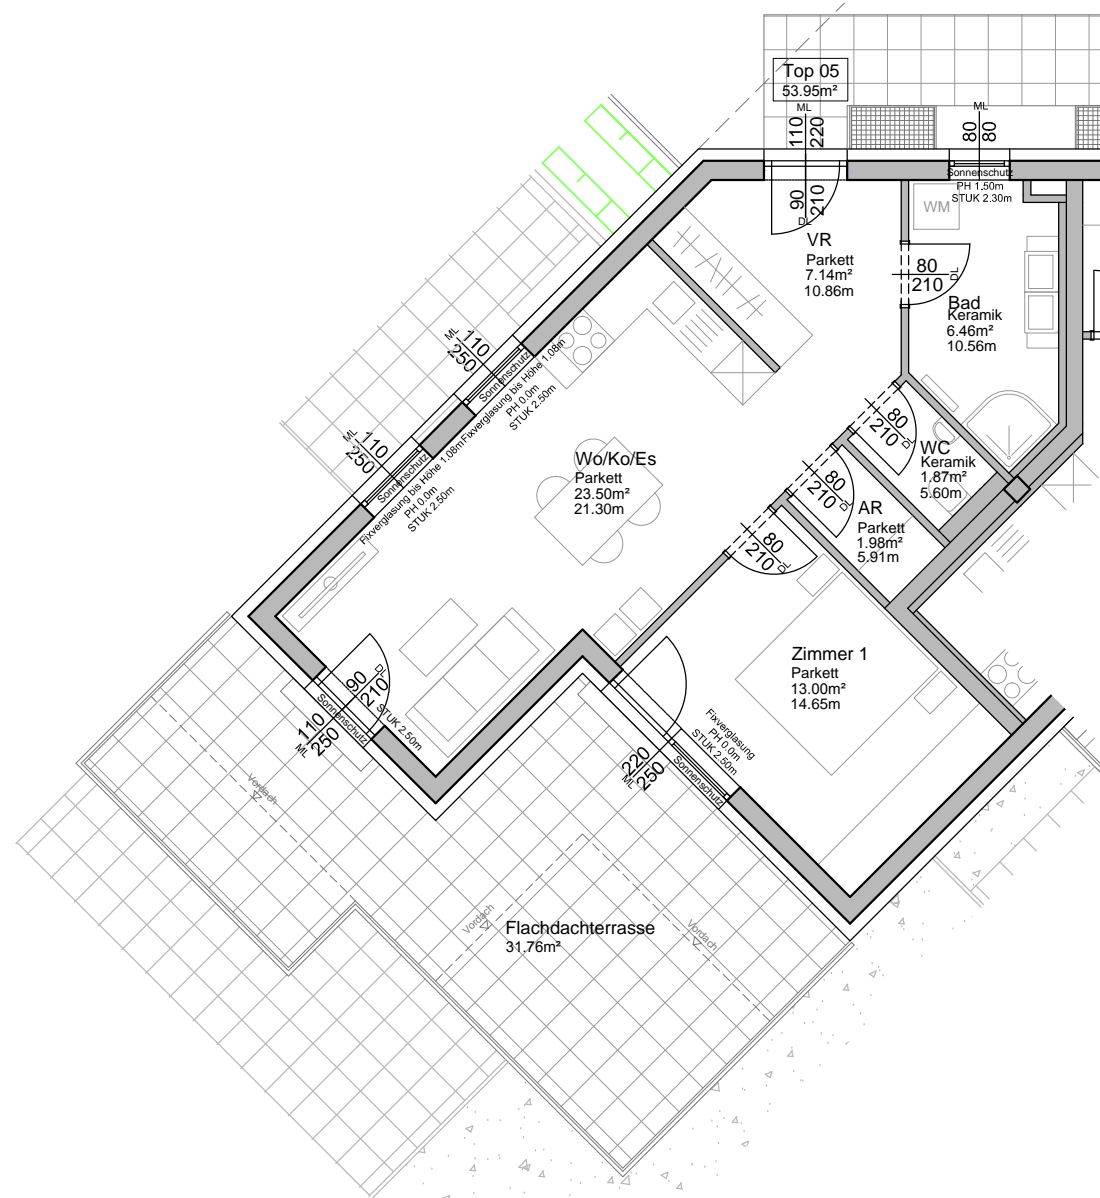 Top 05
53.95m²
ML
110
220
90
210
DL
ML
80
80
Sonnenschutz
PH 1.50m
STUK 2.30m
WM
VR
Parkett
7.14m²
10.86m
80
210
DL
Bad
Keramik
6.46m²
10.56m
ML
110
250
Sonnenschutz
Fixverglasung bis Höhe 1.08m
PH 0.0m
STUK 2.50m
ML
110
250
Sonnenschutz
Fixverglasung bis Höhe 1.08m
PH 0.0m
STUK 2.50m
Wo/Ko/Es
Parkett
23.50m²
21.30m
80
210
DL
WC
Keramik
1.87m²
5.60m
80
210
DL
AR
Parkett
1.98m²
5.91m
80
210
DL
Zimmer 1
Parkett
13.00m²
14.65m
90
210
DL
STUK 2.50m
Sonnenschutz
110
250
ML
Fixverglasung
PH 0.0m
STUK 2.50m
Sonnenschutz
220
250
ML
Vordach
Vordach
Vordach
Flachdachterrasse
31.76m²